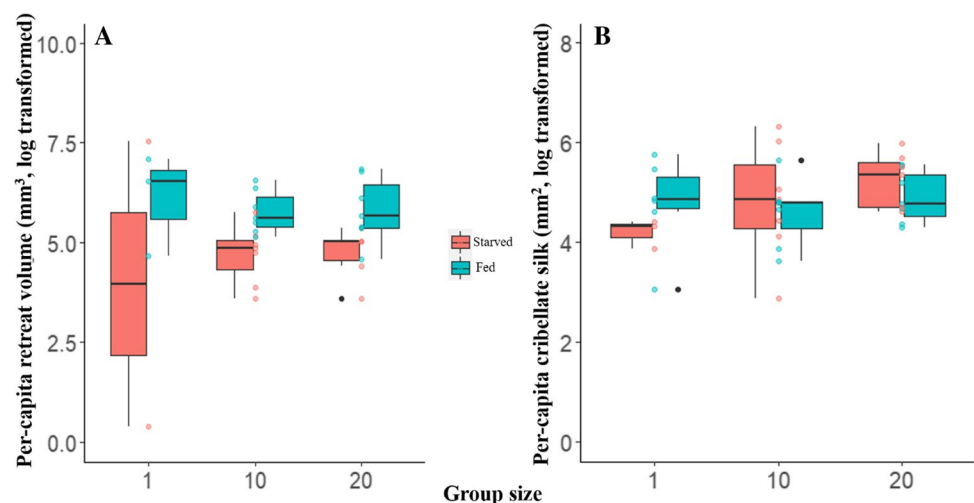 A
Per-capita retreat volume (mm³, log transformed)
10.0
7.5
5.0
2.5
0.0
1
10
20
Starved
Fed
B
Per-capita cribellate silk (mm², log transformed)
8
6
4
2
0
1
10
20
Group size